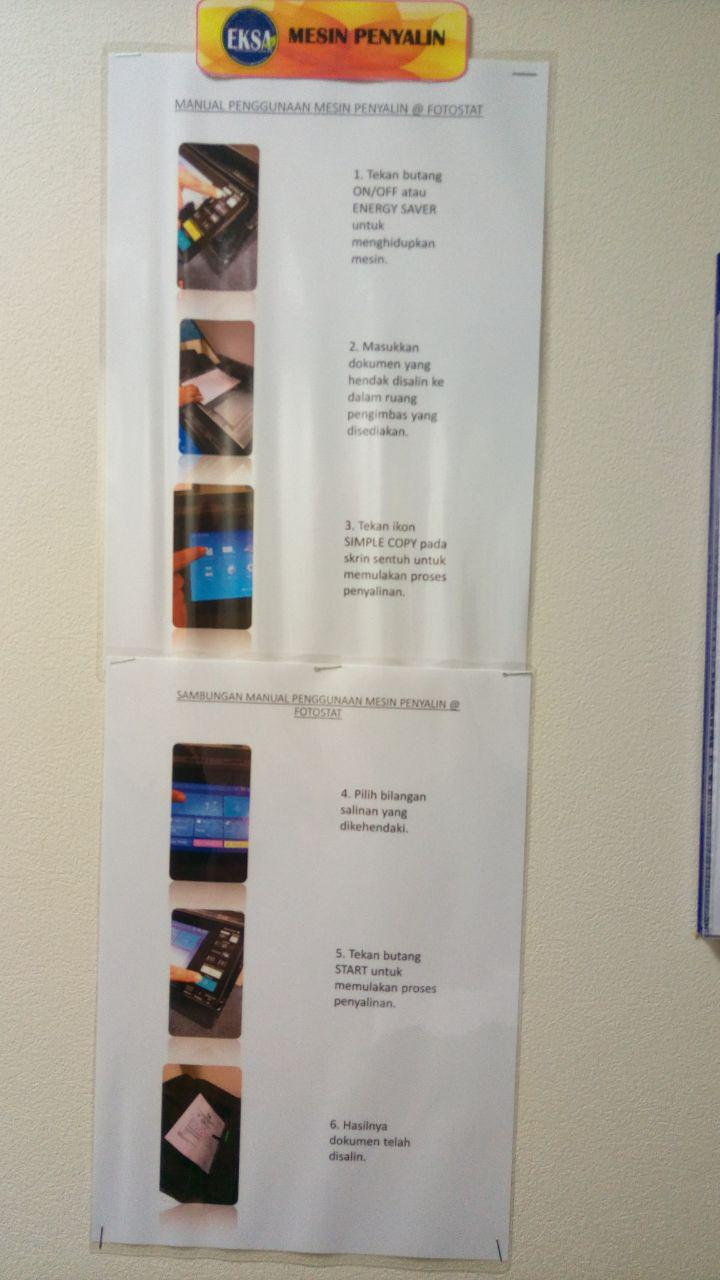 EKSA MESIN PENYALIN
MANUAL PENGGUNAAN MESIN PENYALIN @ FOTOSTAT
1. Tekan butang
ON/OFF atau
ENERGY SAVER
untuk
menghidupkan
mesin.
2. Masukkan
dokumen yang
hendak disalin ke
dalam ruang
pengimbas yang
disediakan.
3. Tekan ikon
SIMPLE COPY pada
skrin sentuh untuk
memulakan proses
penyalinan.
SAMBUNGAN MANUAL PENGGUNAAN MESIN PENYALIN @
FOTOSTAT
4. Pilih bilangan
salinan yang
dikehendaki.
5. Tekan butang
START untuk
memulakan proses
penyalinan.
6. Hasilnya
dokumen telah
disalin.